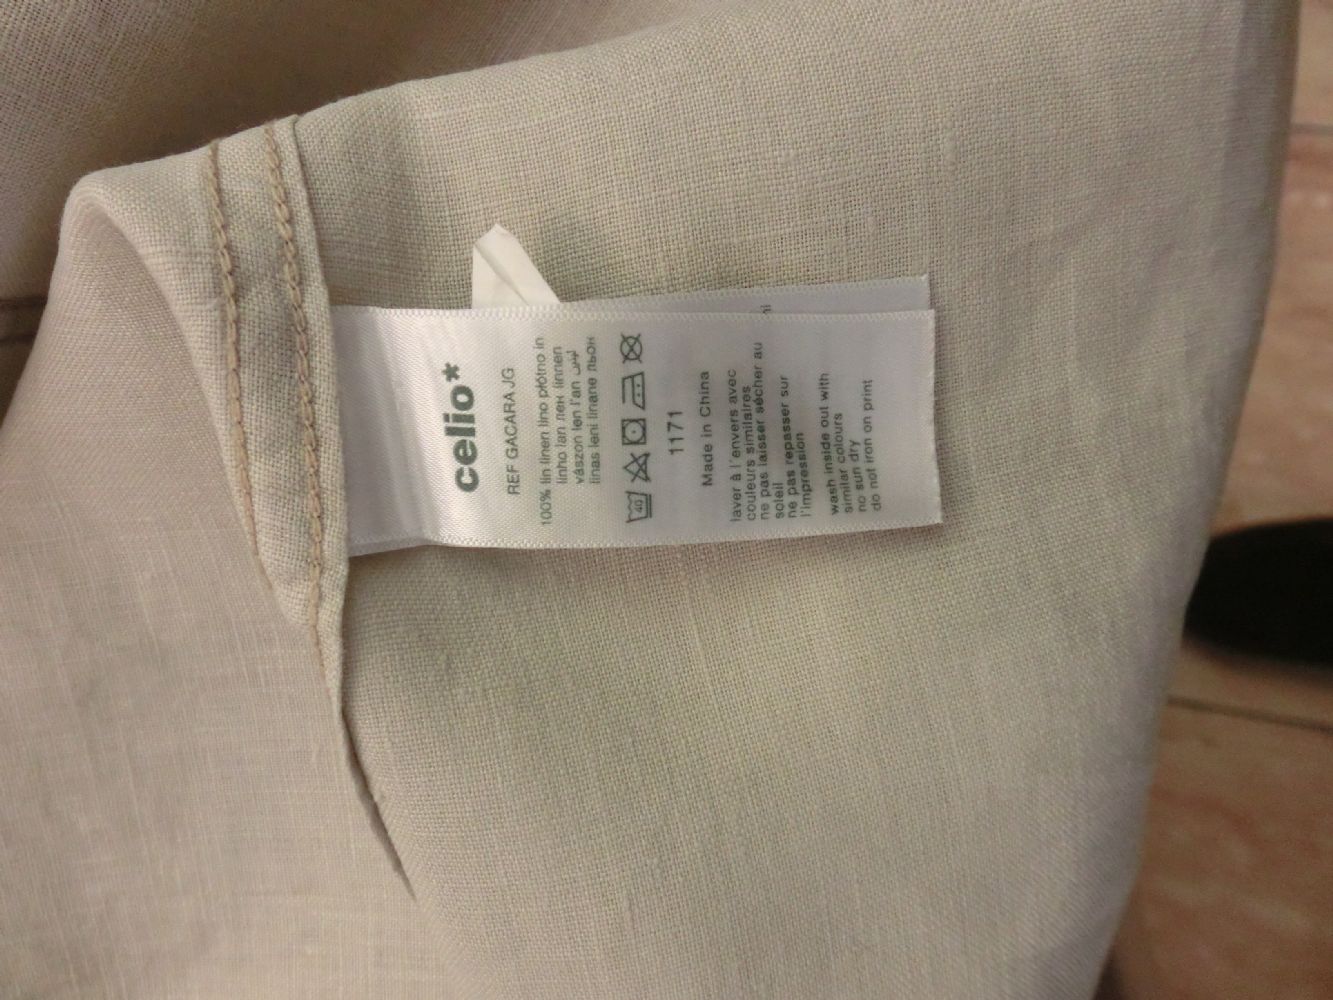 celio*
REF GACARA JG
100% lin linen lino płótno in
linho lan лен linnen
vászon len l'an لين
linas leni linane льон
40
1171
Made in China
laver à l'envers avec
couleurs similaires
ne pas laisser sécher au
soleil
ne pas repasser sur
l'impression
wash inside out with
similar colours
no sun dry
do not iron on print